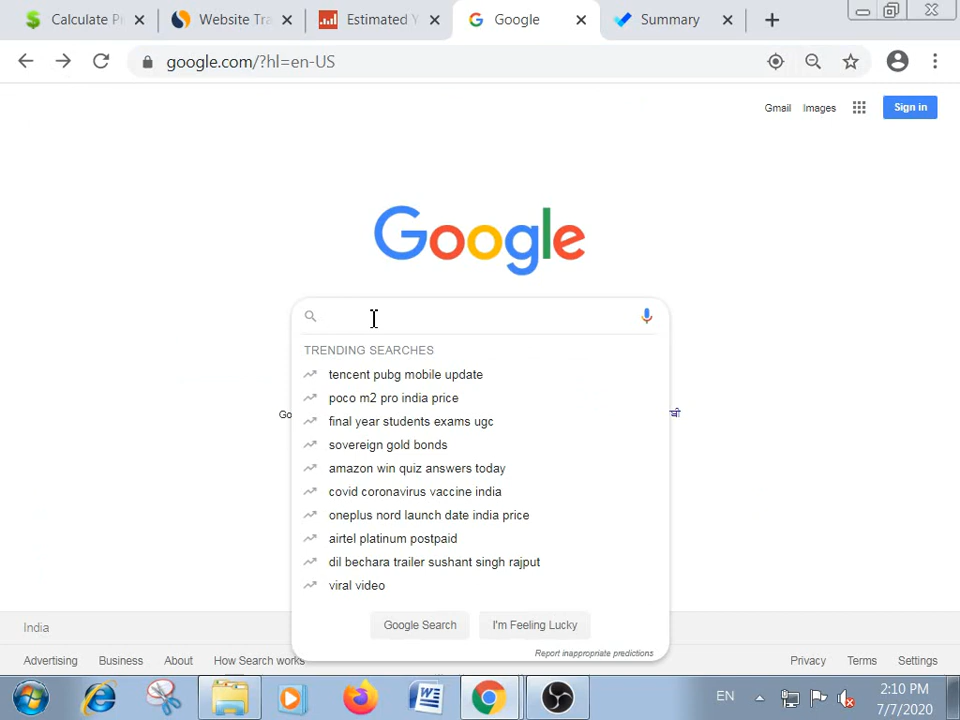 Calculate P
Website Tra
Estimated Y
Google
Summary
google.com/?hl=en-US
Gmail
Images
Sign in
Google
TRENDING SEARCHES
tencent pubg mobile update
poco m2 pro india price
final year students exams ugc
Go
sovereign gold bonds
amazon win quiz answers today
covid coronavirus vaccine india
oneplus nord launch date india price
airtel platinum postpaid
dil bechara trailer sushant singh rajput
viral video
Google Search
I'm Feeling Lucky
Report inappropriate predictions
India
Advertising
Business
About
How Search works
Privacy
Terms
Settings
EN
2:10 PM
7/7/2020